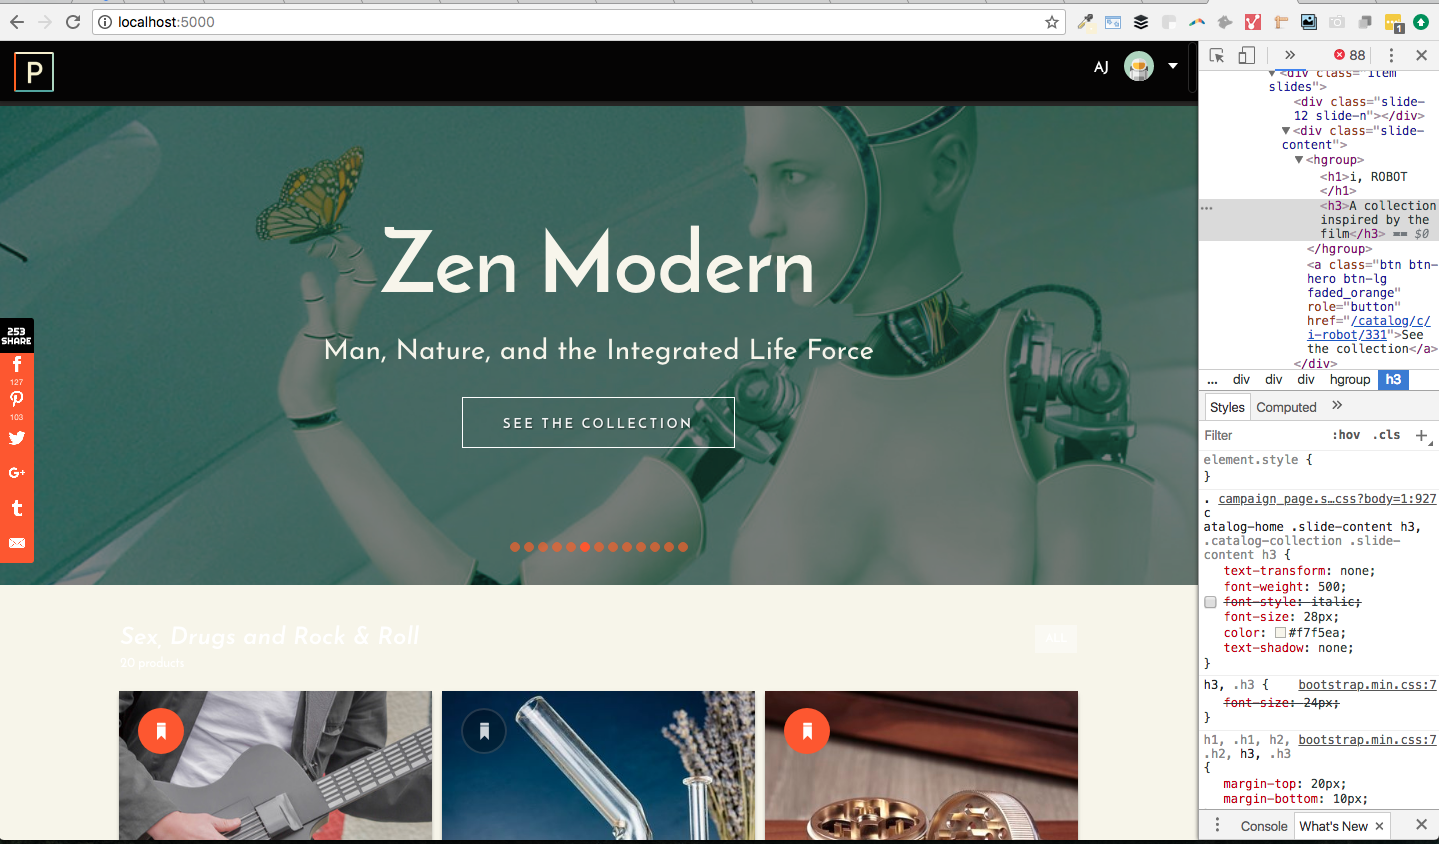 localhost:5000
1
P
AJ
88
<div class="item
slides">
<div class="slide-
12 slide-n"></div>
<div class="slide-
content">
<hgroup>
<h1>i, ROBOT
</h1>
<h3>A collection
inspired by the
film</h3> == $0
</hgroup>
<a class="btn btn-
hero btn-lg
faded_orange"
role="button"
href="/catalog/c/
i-robot/331">See
the collection</a>
</div>
... div div div hgroup h3
Styles Computed
Filter :hov .cls
element.style {
}
. campaign_page.s…css?body=1:927
c
atalog-home .slide-content h3,
.catalog-collection .slide-
content h3 {
text-transform: none;
font-weight: 500;
font-style: italic;
font-size: 28px;
color: #f7f5ea;
text-shadow: none;
}
h3, .h3 { bootstrap.min.css:7
font-size: 24px;
}
h1, .h1, h2, bootstrap.min.css:7
.h2, h3, .h3
{
margin-top: 20px;
margin-bottom: 10px;
Console What's New
Zen Modern
Man, Nature, and the Integrated Life Force
SEE THE COLLECTION
253
SHARE
127
103
G+
Sex, Drugs and Rock & Roll
ALL
20 products